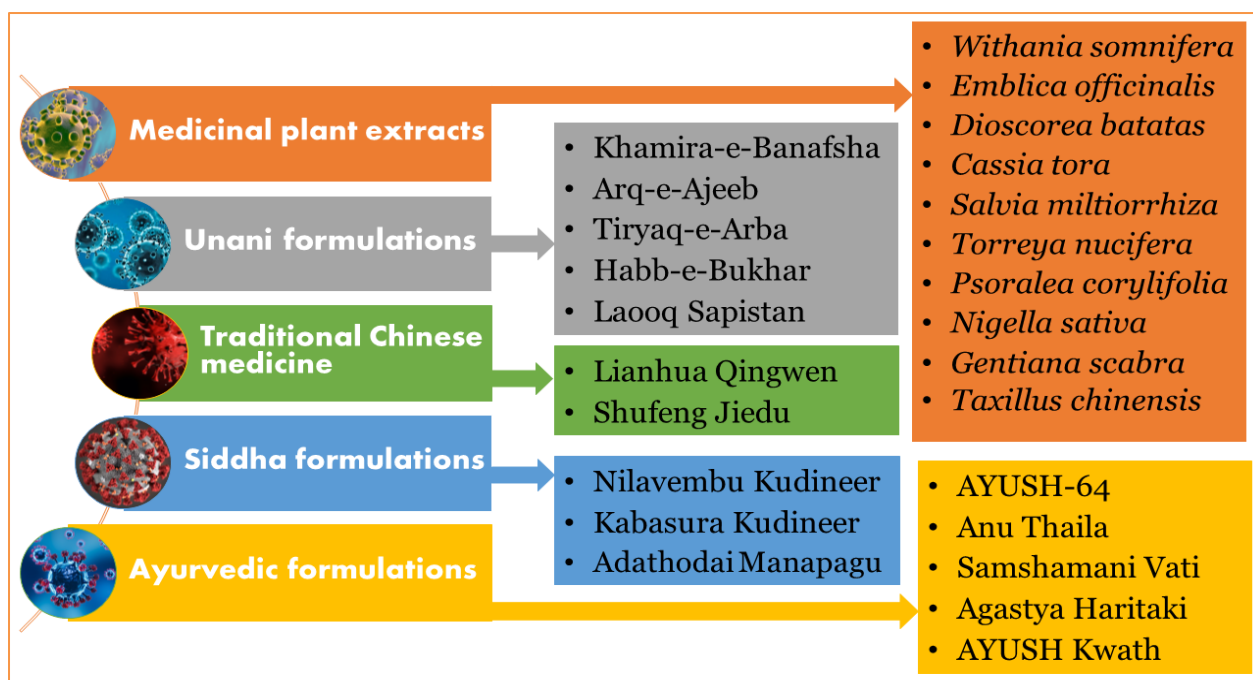 Medicinal plant extracts
• Withania somnifera
• Emblica officinalis
• Dioscorea batatas
• Cassia tora
• Salvia miltiorrhiza
• Torreya nucifera
• Psoralea corylifolia
• Nigella sativa
• Gentiana scabra
• Taxillus chinensis
Unani formulations
• Khamira-e-Banafsha
• Arq-e-Ajeeb
• Tiryaq-e-Arba
• Habb-e-Bukhar
• Laooq Sapistan
Traditional Chinese
medicine
• Lianhua Qingwen
• Shufeng Jiedu
Siddha formulations
• Nilavembu Kudineer
• Kabasura Kudineer
• Adathodai Manapagu
Ayurvedic formulations
• AYUSH-64
• Anu Thaila
• Samshamani Vati
• Agastya Haritaki
• AYUSH Kwath